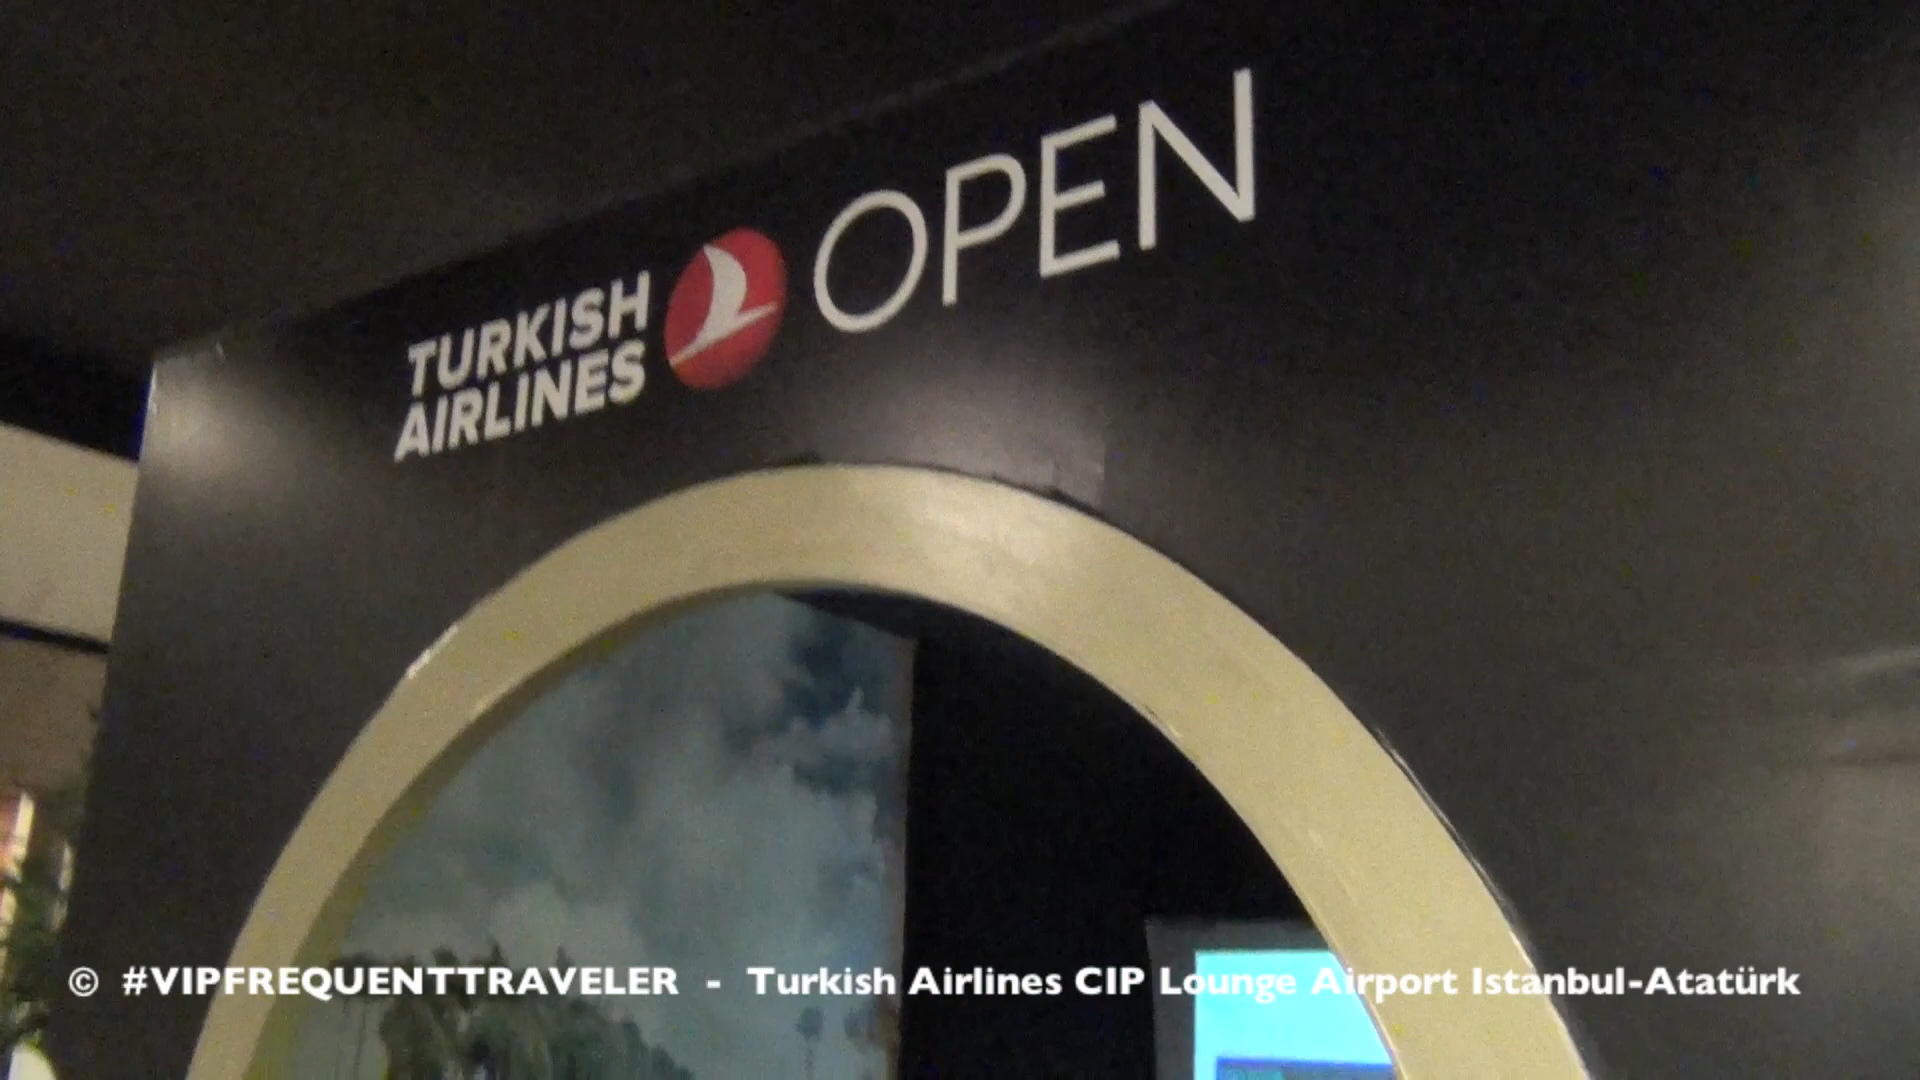 TURKISH
AIRLINES
OPEN
© #VIPFREQUENTTRAVELER - Turkish Airlines CIP Lounge Airport Istanbul-Atatürk